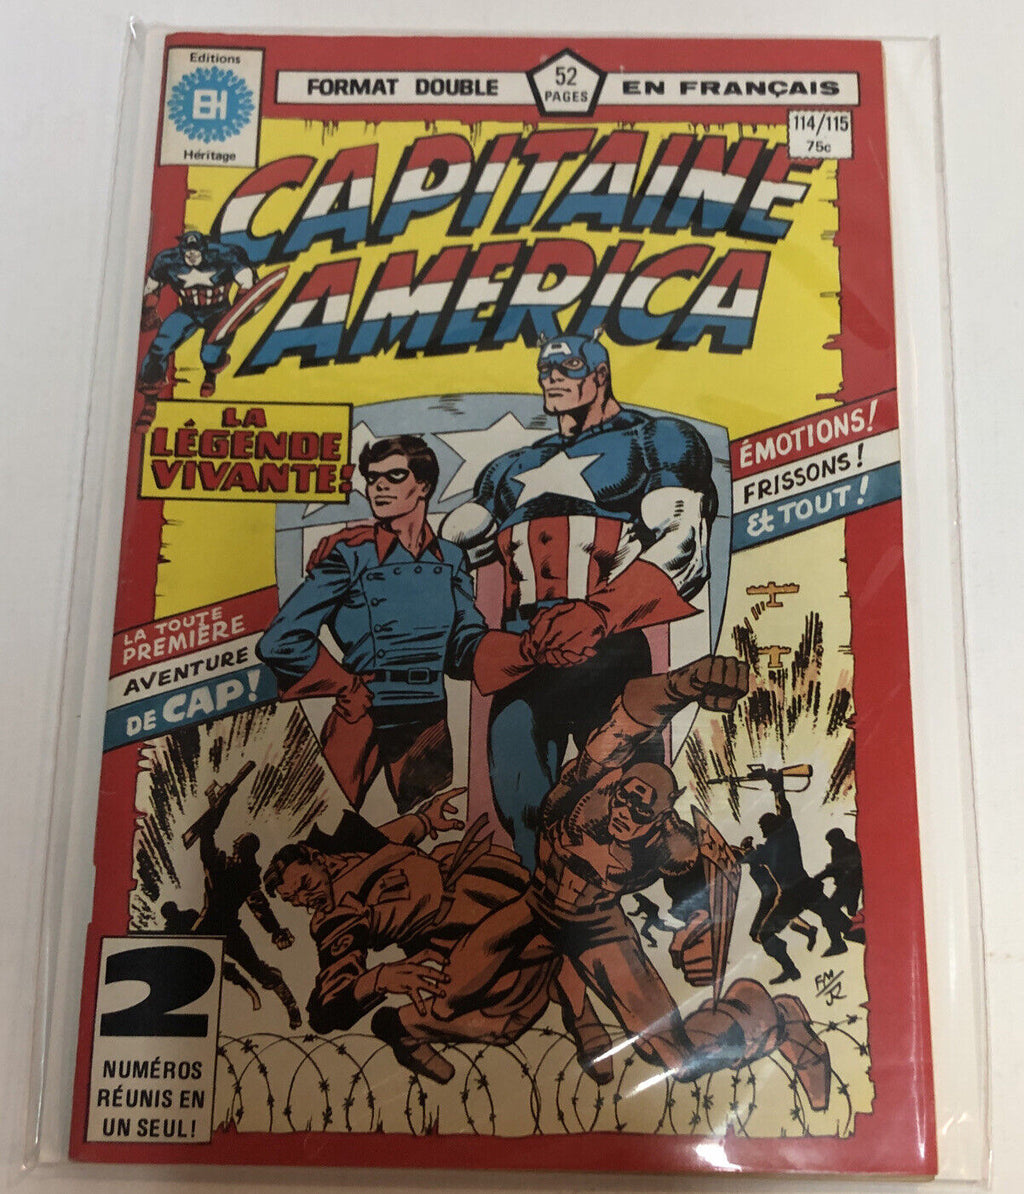 Editions
EH
Héritage
FORMAT DOUBLE
52
PAGES
EN FRANÇAIS
114/115
75c
CAPITAINE
AMERICA
LA
LÉGENDE
VIVANTE!
ÉMOTIONS!
FRISSONS!
& TOUT!
LA TOUTE
PREMIÈRE
AVENTURE
DE CAP!
A
A
FM/
JR
2
NUMÉROS
RÉUNIS EN
UN SEUL!